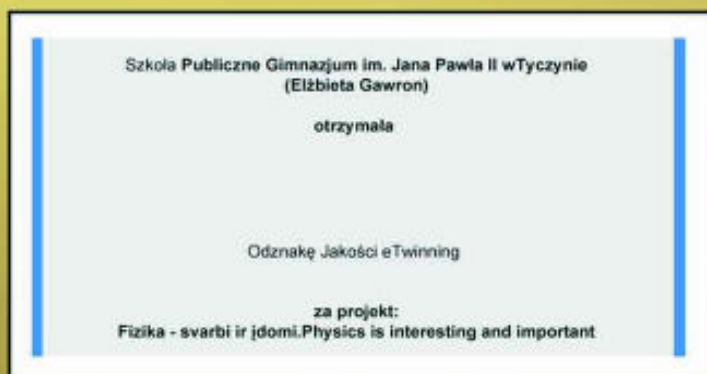 Szkoła Publiczne Gimnazjum im. Jana Pawła II wTyczynie
(Elżbieta Gawron)
otrzymała
Odznakę Jakości eTwinning
za projekt:
Fizika - svarbi ir įdomi.Physics is interesting and important